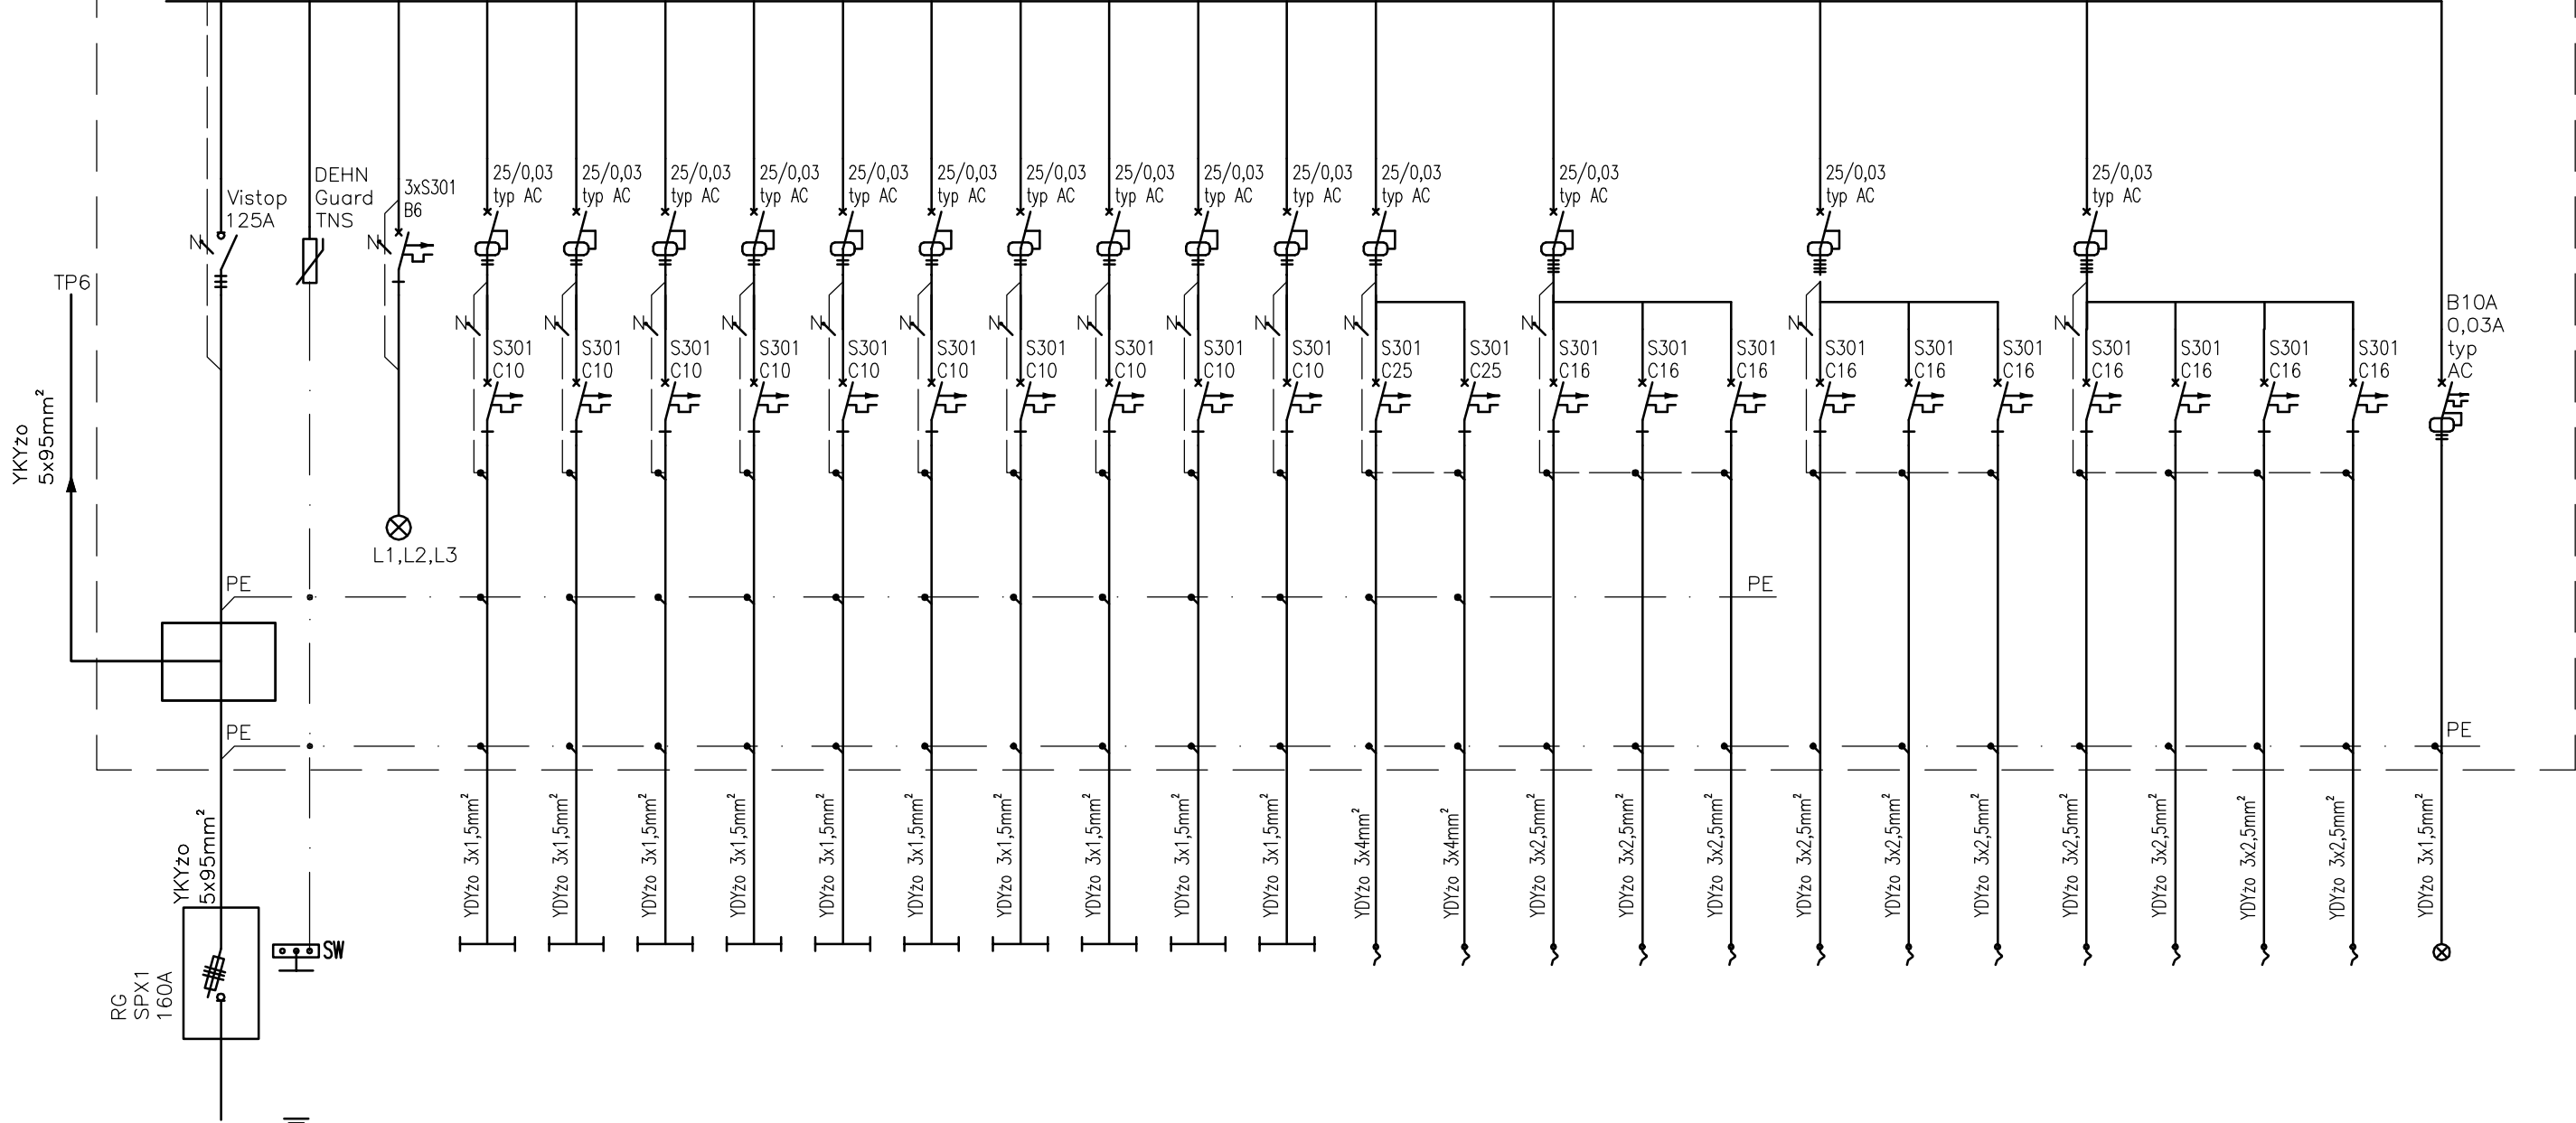 Vistop
125A
N
DEHN
Guard
TNS
3xS301
B6
N
L1,L2,L3
25/0,03
typ AC
25/0,03
typ AC
25/0,03
typ AC
25/0,03
typ AC
25/0,03
typ AC
25/0,03
typ AC
25/0,03
typ AC
25/0,03
typ AC
25/0,03
typ AC
25/0,03
typ AC
25/0,03
typ AC
25/0,03
typ AC
25/0,03
typ AC
25/0,03
typ AC
TP6
YKYżo
5x95mm²
N
N
N
N
N
N
N
N
N
N
N
N
N
N
S301
C10
S301
C10
S301
C10
S301
C10
S301
C10
S301
C10
S301
C10
S301
C10
S301
C10
S301
C10
S301
C25
S301
C25
S301
C16
S301
C16
S301
C16
S301
C16
S301
C16
S301
C16
S301
C16
S301
C16
S301
C16
S301
C16
B10A
0,03A
typ
AC
PE
PE
PE
PE
YKYżo
5x95mm²
YDYżo 3x1,5mm²
YDYżo 3x1,5mm²
YDYżo 3x1,5mm²
YDYżo 3x1,5mm²
YDYżo 3x1,5mm²
YDYżo 3x1,5mm²
YDYżo 3x1,5mm²
YDYżo 3x1,5mm²
YDYżo 3x1,5mm²
YDYżo 3x1,5mm²
YDYżo 3x4mm²
YDYżo 3x4mm²
YDYżo 3x2,5mm²
YDYżo 3x2,5mm²
YDYżo 3x2,5mm²
YDYżo 3x2,5mm²
YDYżo 3x2,5mm²
YDYżo 3x2,5mm²
YDYżo 3x2,5mm²
YDYżo 3x2,5mm²
YDYżo 3x2,5mm²
YDYżo 3x2,5mm²
YDYżo 3x1,5mm²
RG
SPX1
160A
SW